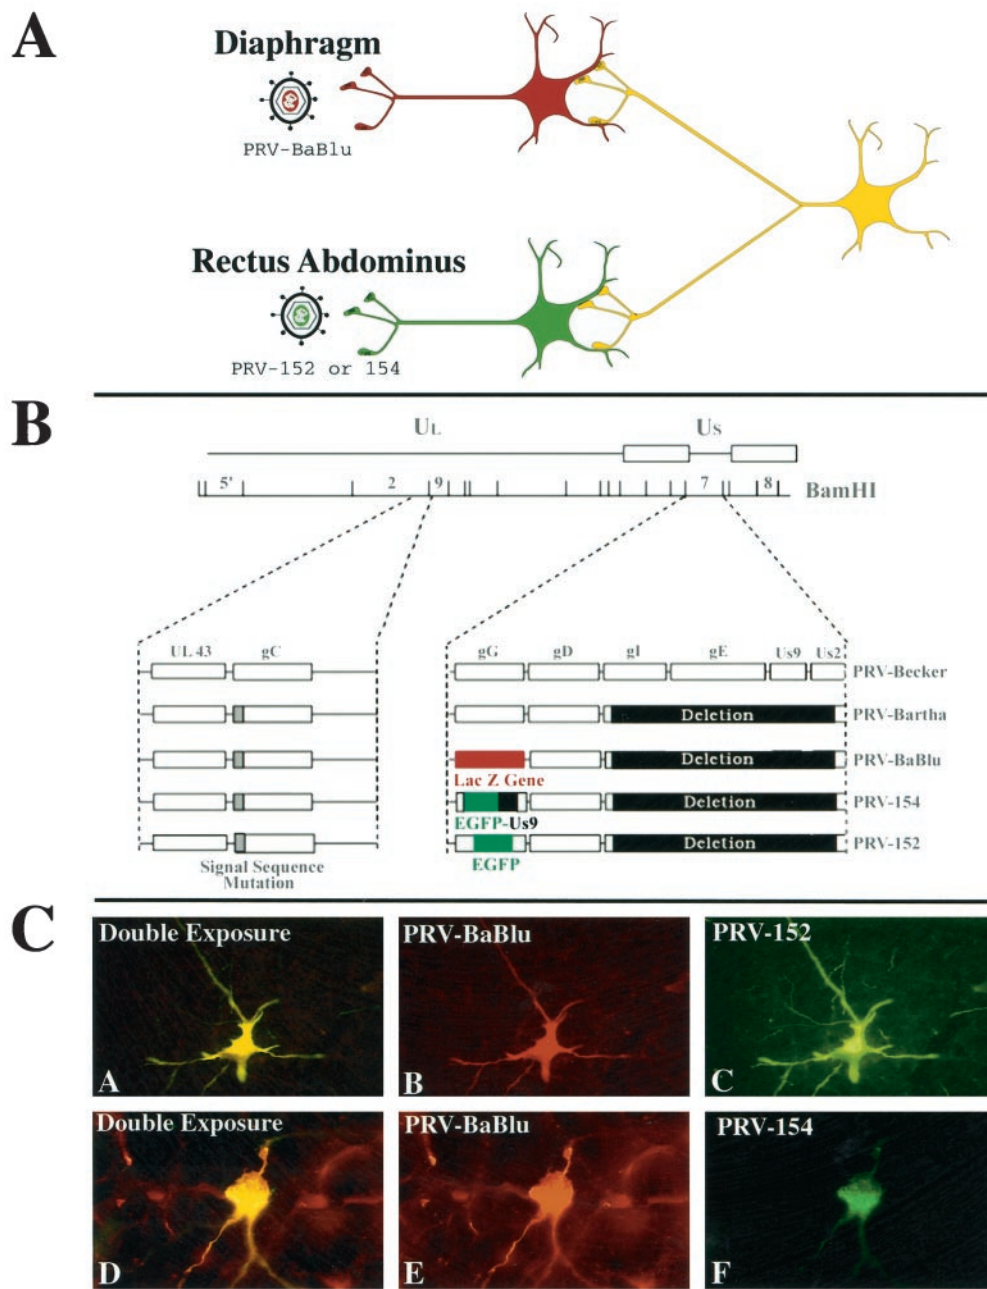 A
Diaphragm
PRV-BaBlu
Rectus Abdominus
PRV-152 or 154
B
UL
Us
5' 2 9 7 8 BamHI
UL 43 gC
gG gD gI gE Us9 Us2 PRV-Becker
Deletion PRV-Bartha
Deletion PRV-BaBlu
Lac Z Gene
Deletion PRV-154
EGFP-Us9
Deletion PRV-152
EGFP
Signal Sequence
Mutation
C
Double Exposure
A
PRV-BaBlu
B
PRV-152
C
Double Exposure
D
PRV-BaBlu
E
PRV-154
F